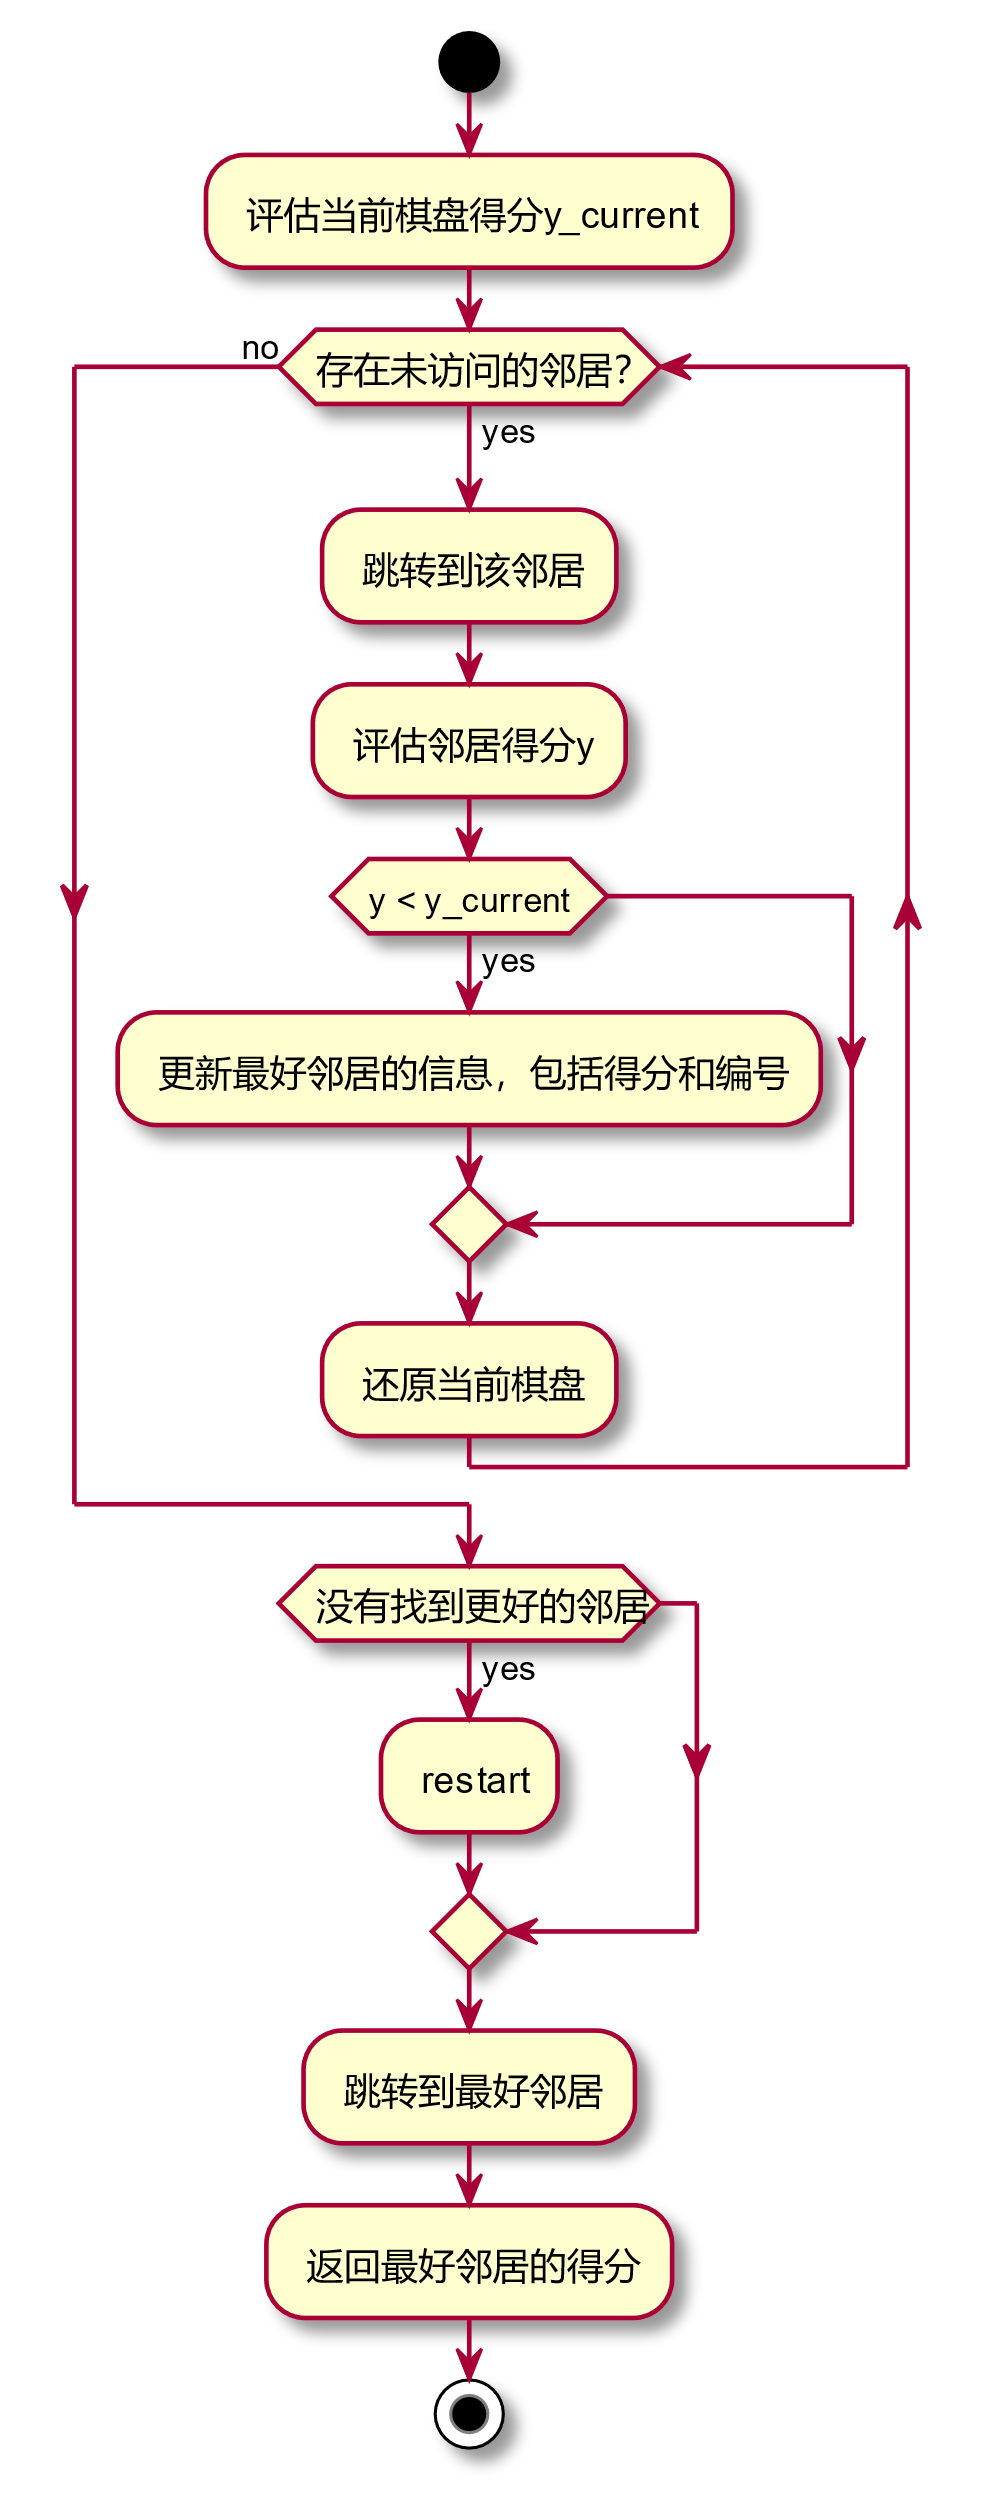 评估当前棋盘得分y_current
no
存在未访问的邻居?
yes
跳转到该邻居
评估邻居得分y
y < y_current
yes
更新最好邻居的信息，包括得分和编号
还原当前棋盘
没有找到更好的邻居
yes
restart
跳转到最好邻居
返回最好邻居的得分